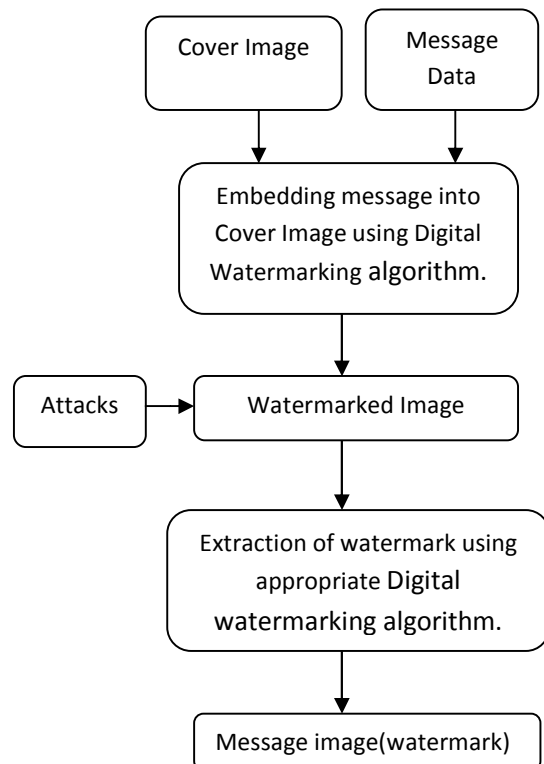 Cover Image
Message
Data
Embedding message into
Cover Image using Digital
Watermarking algorithm.
Attacks
Watermarked Image
Extraction of watermark using
appropriate Digital
watermarking algorithm.
Message image(watermark)